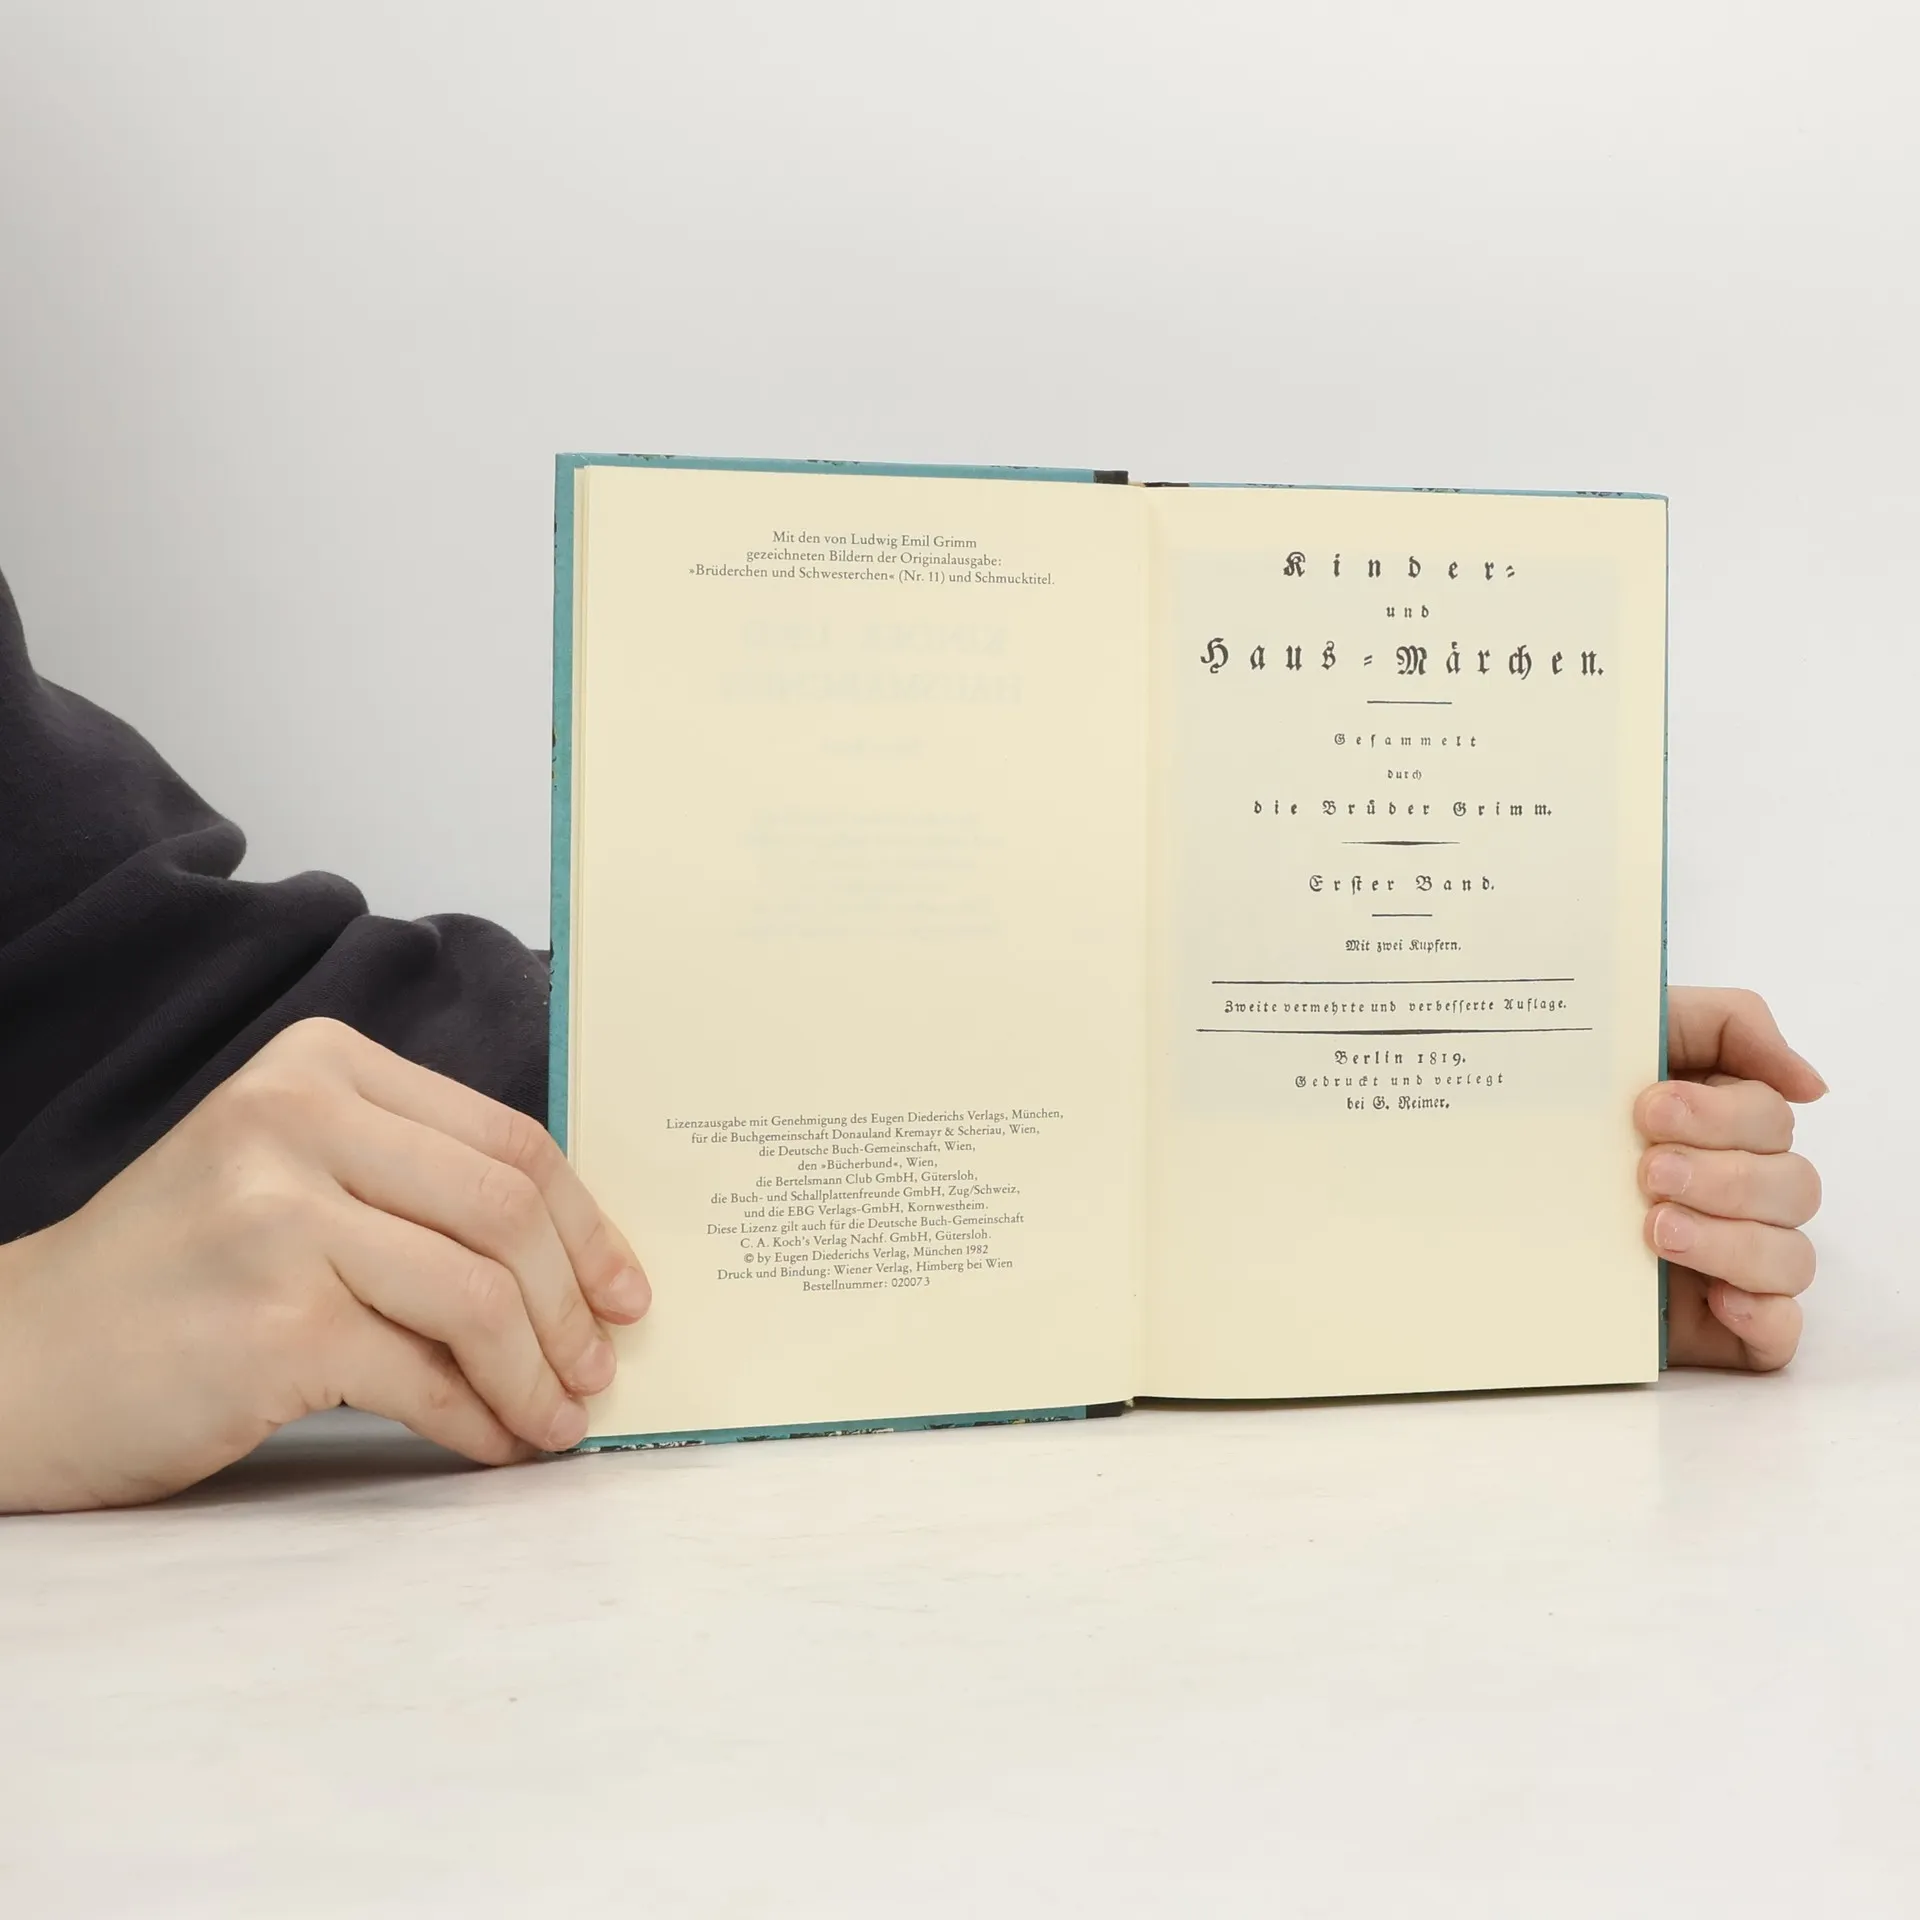 Mit den von Ludwig Emil Grimm
gezeichneten Bildern der Originalausgabe:
»Brüderchen und Schwesterchen« (Nr. 11) und Schmucktitel.
Lizenzausgabe mit Genehmigung des Eugen Diederichs Verlags, München,
für die Buchgemeinschaft Donauland Kremayr & Scheriau, Wien,
die Deutsche Buch-Gemeinschaft, Wien,
den »Bücherbund«, Wien,
die Bertelsmann Club GmbH, Gütersloh,
die Buch- und Schallplattenfreunde GmbH, Zug/Schweiz,
und die EBG Verlags-GmbH, Kornwestheim.
Diese Lizenz gilt auch für die Deutsche Buch-Gemeinschaft
C. A. Koch's Verlag Nachf. GmbH, Gütersloh.
© by Eugen Diederichs Verlag, München 1982
Druck und Bindung: Wiener Verlag, Himberg bei Wien
Bestellnummer: 020073
Kinder-
und
Haus-Mårchen.
Geſammelt
durch
die Brůder Grimm.
Erſter Band.
Mit zwei Kupfern.
Zweite vermehrte und verbeſſerte Auflage.
Berlin 1819.
Gedruckt und verlegt
bei G. Reimer.